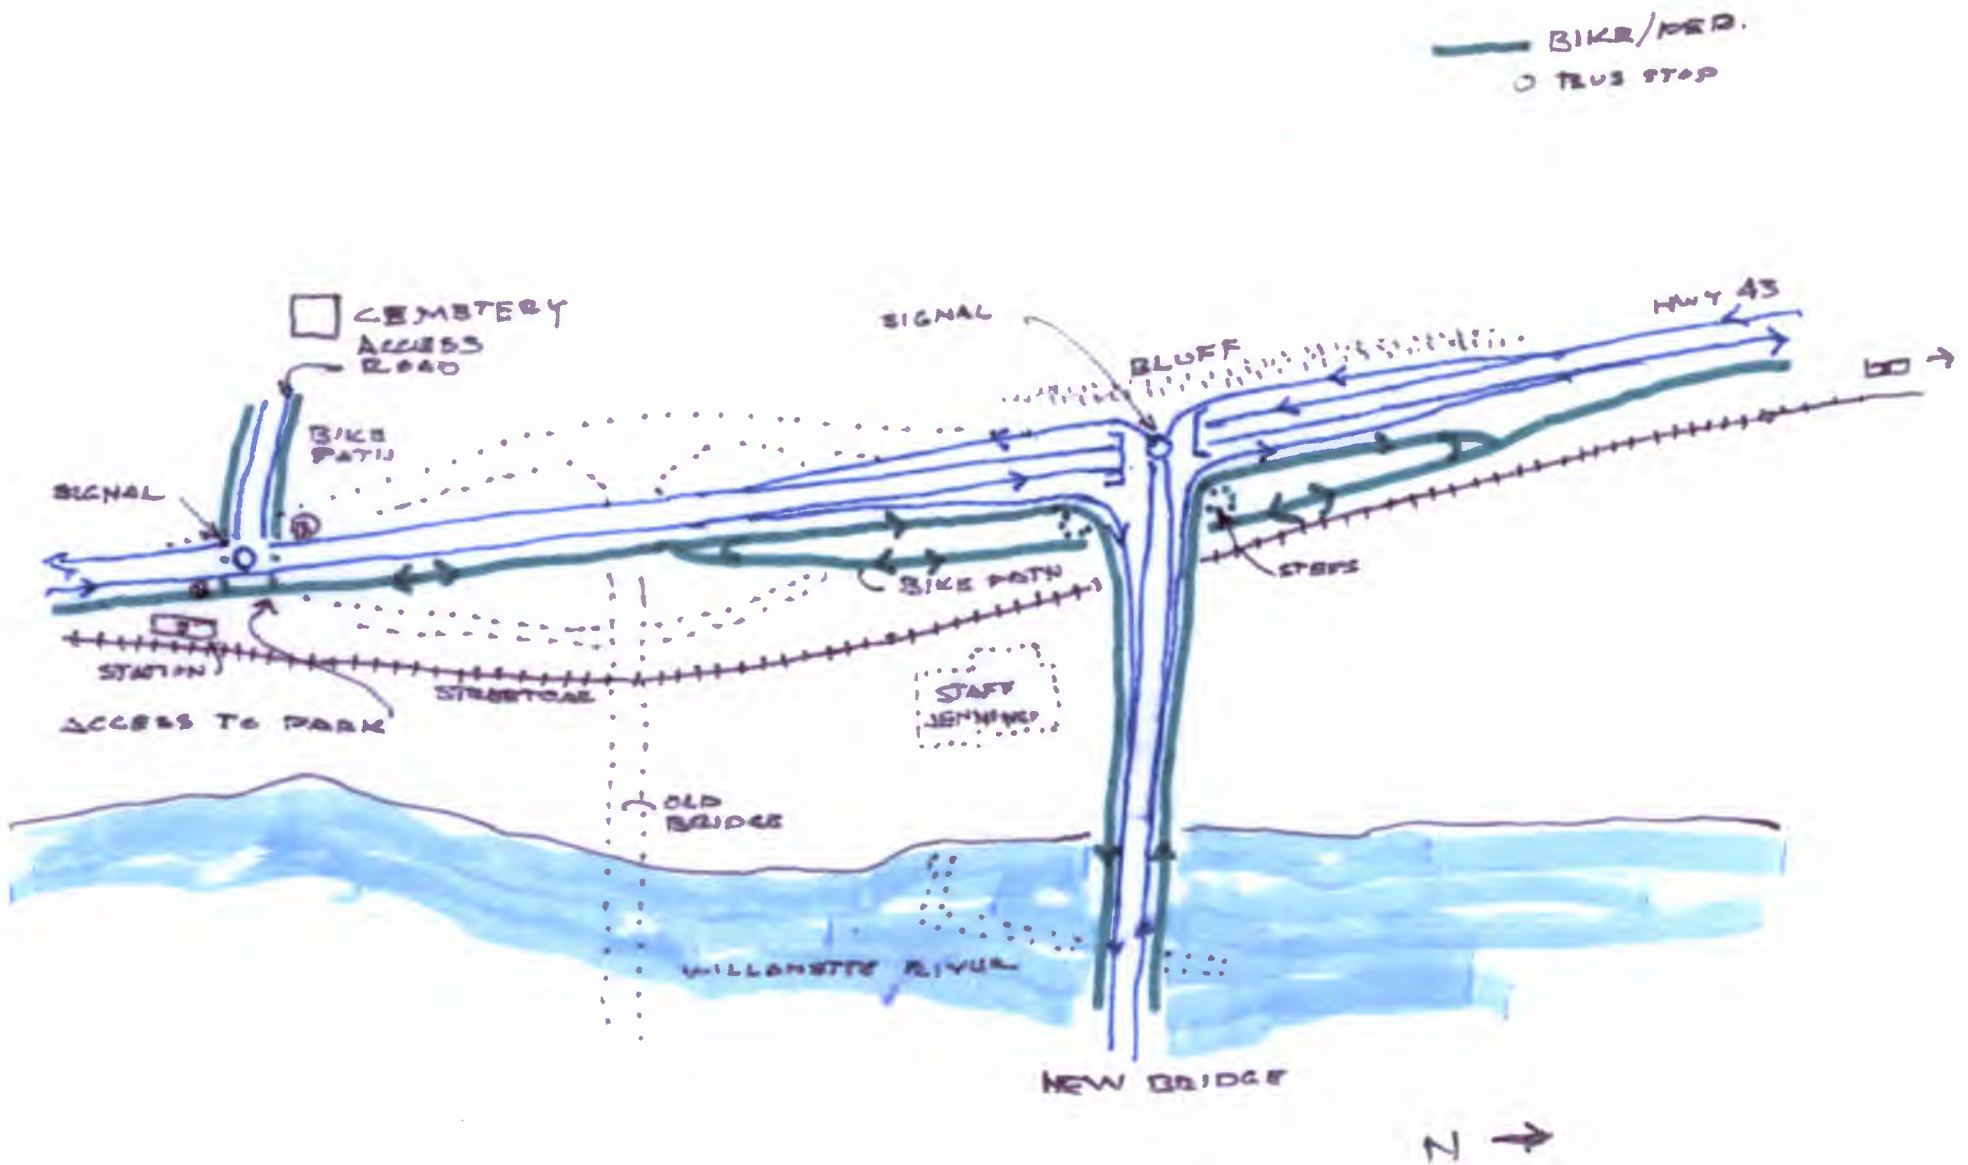 BIKE/PED.
BUS STOP
HWY 43
CEMETERY
ACCESS
ROAD
SIGNAL
BLUFF
BIKE
PATH
SIGNAL
BIKE PATH
STEPS
STATION
STREETCAR
STAFF
JENNINGS
ACCESS TO PARK
OLD
BRIDGE
WILLAMETTE RIVER
NEW BRIDGE
N